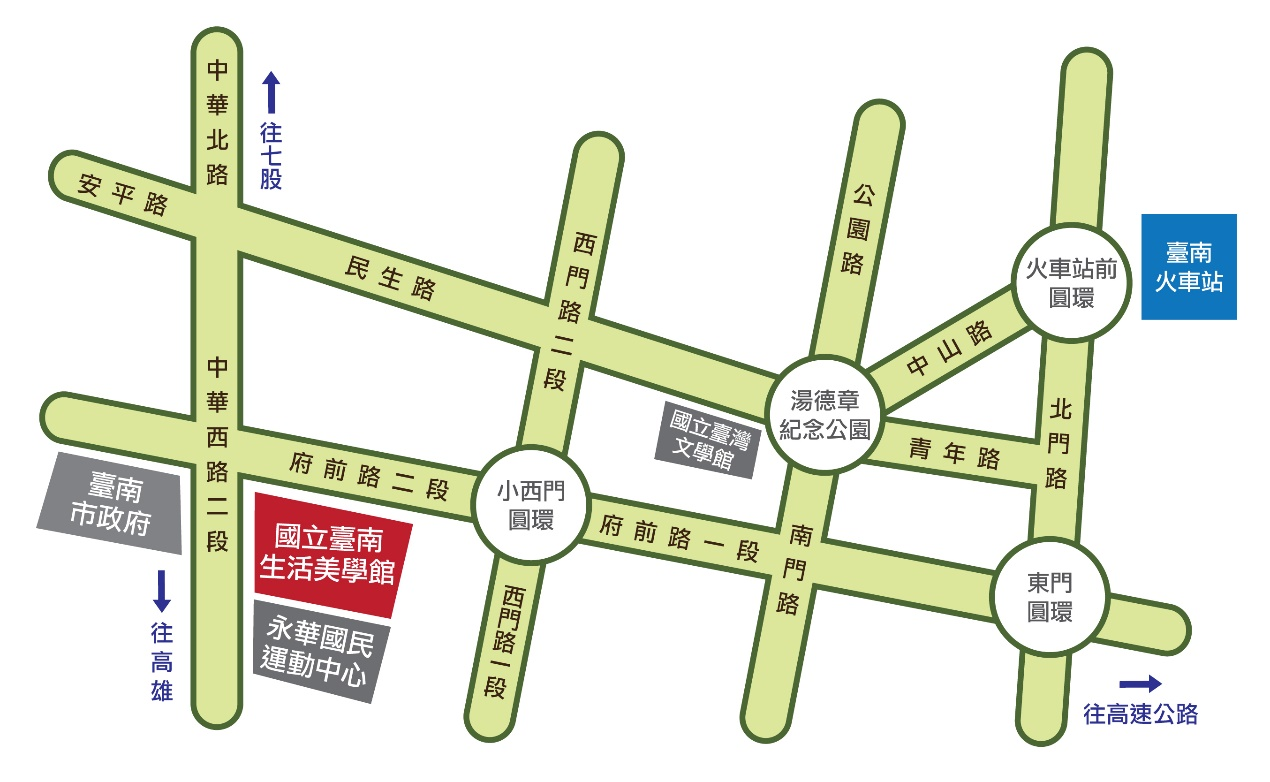 中華北路
往七股
安平路
民生路
西門路二段
公園路
火車站前
圓環
臺南
火車站
中山路
中華西路二段
湯德章
紀念公園
國立臺灣
文學館
青年路
北門路
府前路二段
小西門
圓環
臺南
市政府
國立臺南
生活美學館
府前路一段
南門路
東門
圓環
永華國民
運動中心
西門路一段
往高雄
往高速公路